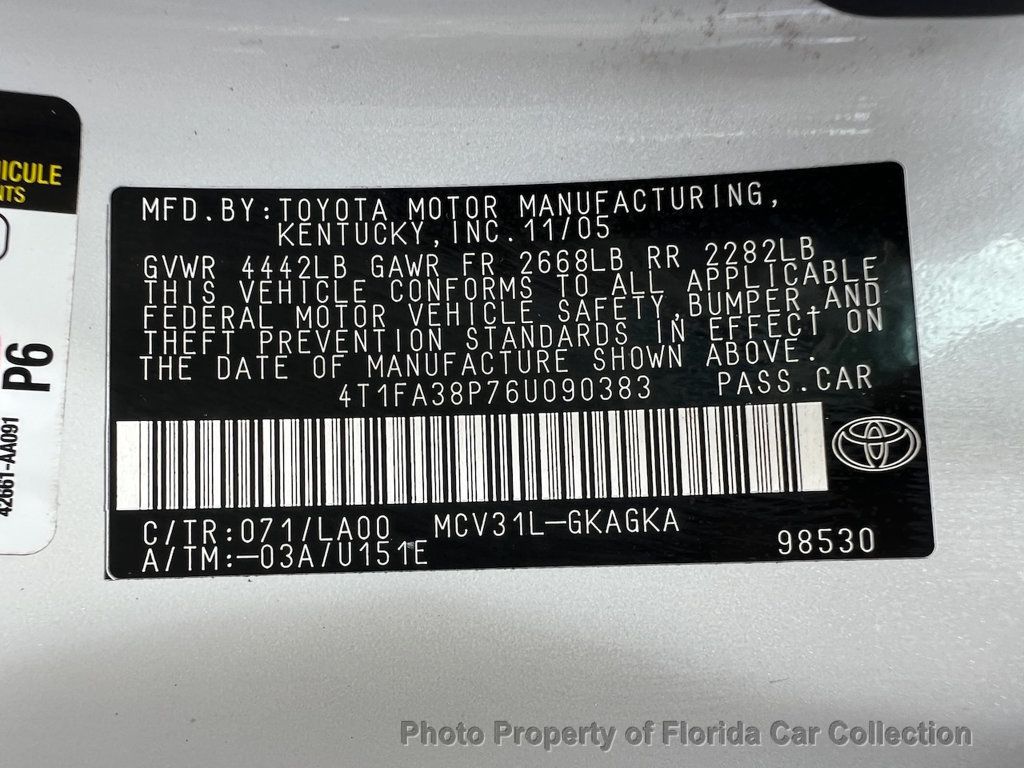 ICULE
NTS
P6
42661-AA091
MFD.BY:TOYOTA MOTOR MANUFACTURING,
KENTUCKY,INC.11/05
GVWR 4442LB GAWR FR 2668LB RR 2282LB
THIS VEHICLE CONFORMS TO ALL APPLICABLE
FEDERAL MOTOR VEHICLE SAFETY,BUMPER,AND
THEFT PREVENTION STANDARDS IN EFFECT ON
THE DATE OF MANUFACTURE SHOWN ABOVE.
4T1FA38P76U090383 PASS.CAR
C/TR:071/LA00 MCV31L-GKAGKA
A/TM:-03A/U151E 98530
Photo Property of Florida Car Collection